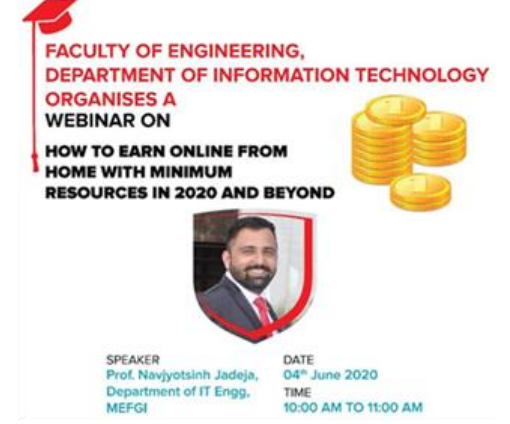 FACULTY OF ENGINEERING,
DEPARTMENT OF INFORMATION TECHNOLOGY
ORGANISES A
WEBINAR ON
HOW TO EARN ONLINE FROM
HOME WITH MINIMUM
RESOURCES IN 2020 AND BEYOND
SPEAKER
Prof. Navjyotsinh Jadeja,
Department of IT Engg,
MEFGI
DATE
04th June 2020
TIME
10:00 AM TO 11:00 AM